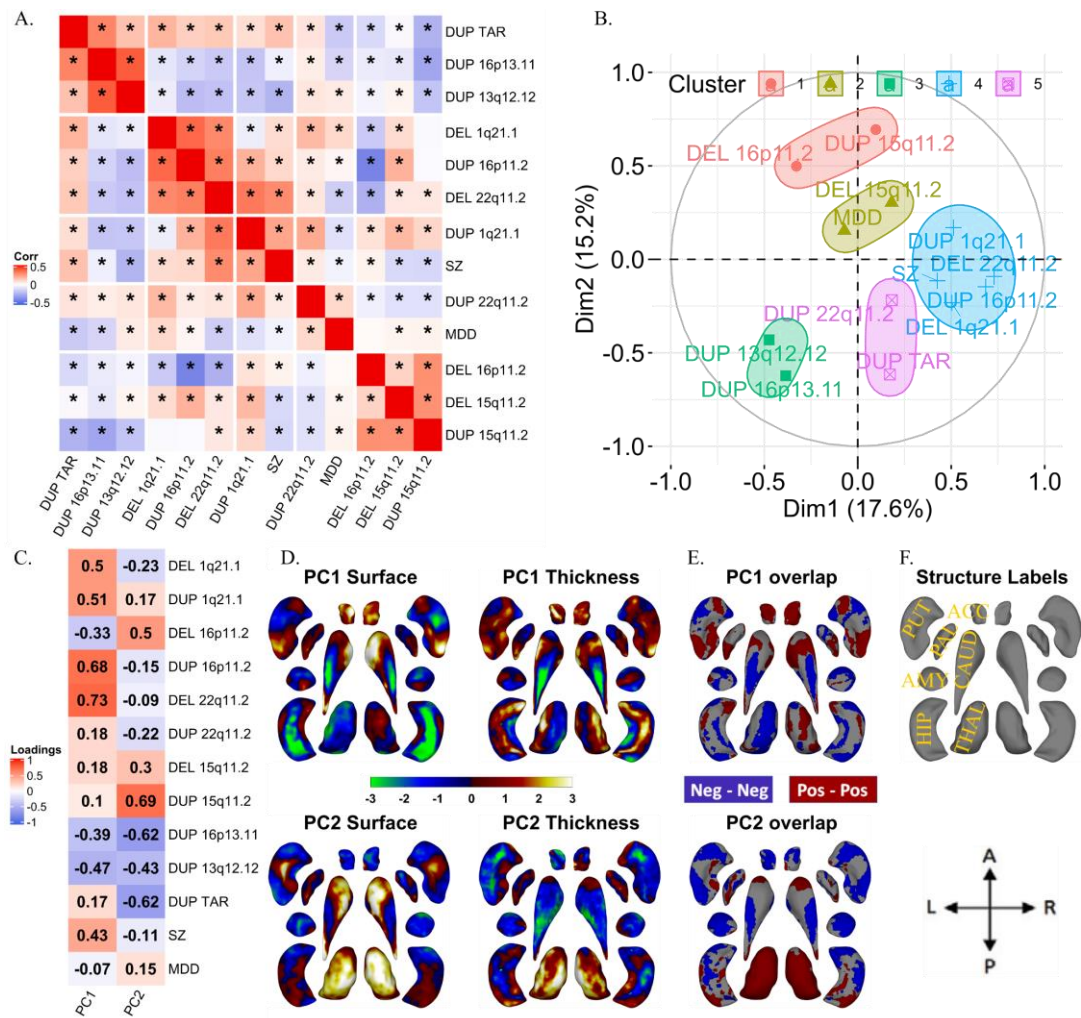 A.
DUP TAR
DUP 16p13.11
DUP 13q12.12
DEL 1q21.1
DUP 16p11.2
DEL 22q11.2
DUP 1q21.1
SZ
DUP 22q11.2
MDD
DEL 16p11.2
DEL 15q11.2
DUP 15q11.2
Corr
0.5
0
-0.5
DUP TAR
DUP 16p13.11
DUP 13q12.12
DEL 1q21.1
DUP 16p11.2
DEL 22q11.2
DUP 1q21.1
SZ
DUP 22q11.2
MDD
DEL 16p11.2
DEL 15q11.2
DUP 15q11.2
B.
Cluster a 1 a 2 a 3 a 4 a 5
1.0
0.5
0.0
-0.5
-1.0
Dim2 (15.2%)
DUP 15q11.2
DEL 16p11.2
DEL 15q11.2
MDD
DUP 1q21.1
DEL 22q11.2
SZ
DUP 16p11.2
DEL 1q21.1
DUP 22q11.2
DUP TAR
DUP 13q12.12
DUP 16p13.11
-1.0 -0.5 0.0 0.5 1.0
Dim1 (17.6%)
C.
0.5 -0.23 DEL 1q21.1
0.51 0.17 DUP 1q21.1
-0.33 0.5 DEL 16p11.2
0.68 -0.15 DUP 16p11.2
0.73 -0.09 DEL 22q11.2
0.18 -0.22 DUP 22q11.2
0.18 0.3 DEL 15q11.2
0.1 0.69 DUP 15q11.2
-0.39 -0.62 DUP 16p13.11
-0.47 -0.43 DUP 13q12.12
0.17 -0.62 DUP TAR
0.43 -0.11 SZ
-0.07 0.15 MDD
PC1 PC2
Loadings
1
0
-1
D.
PC1 Surface
PC1 Thickness
-3 -2 -1 0 1 2 3
PC2 Surface
PC2 Thickness
E.
PC1 overlap
Neg - Neg
Pos - Pos
PC2 overlap
F.
Structure Labels
ACC
PUT
PAL
CAUD
AMY
HIP
THAL
A
L R
P